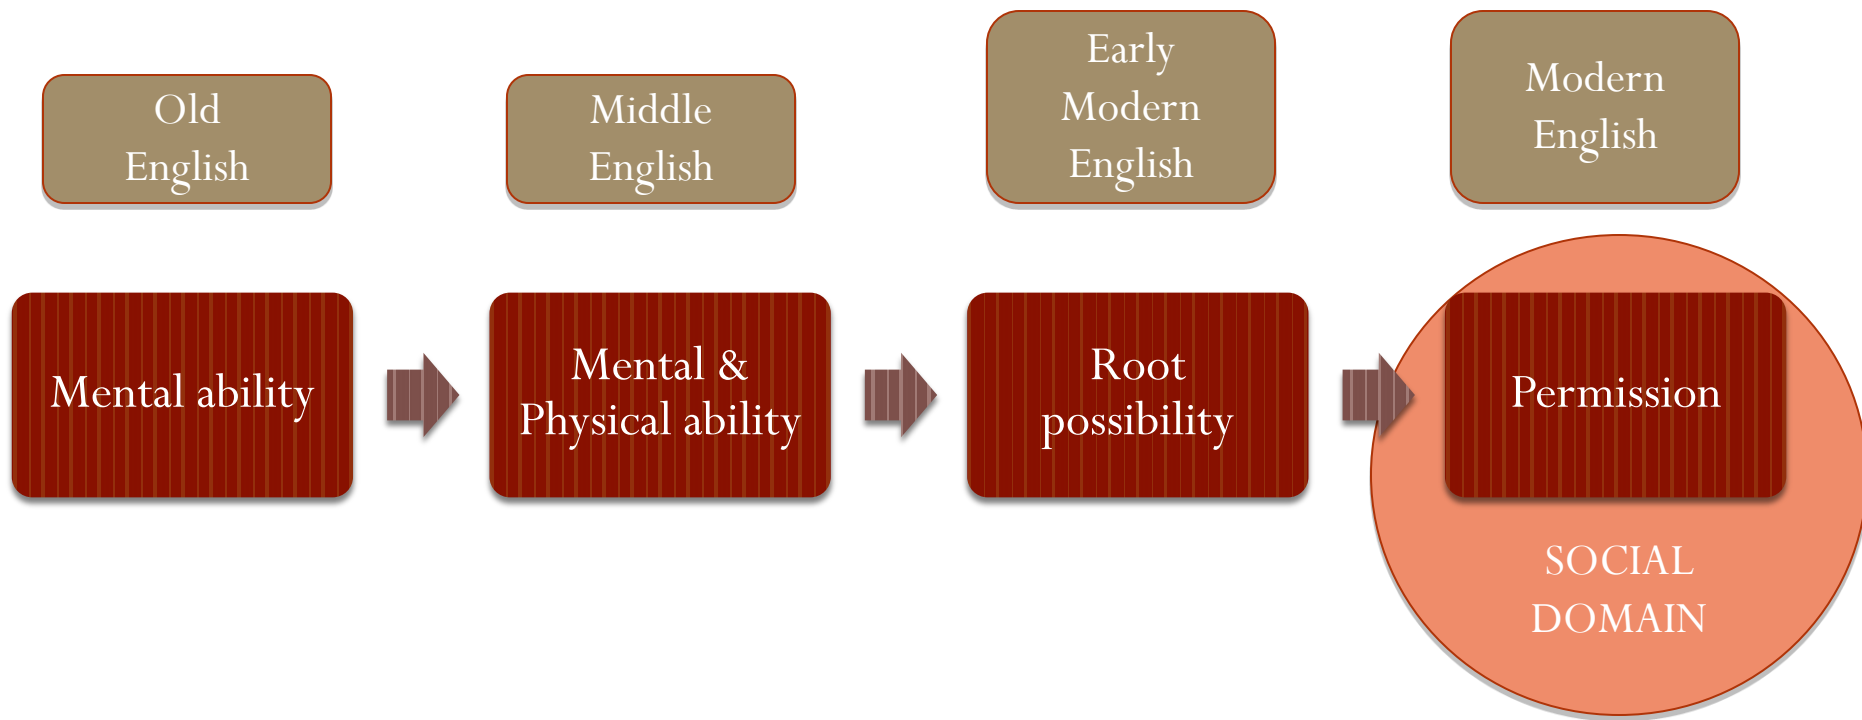 Old
English
Middle
English
Early
Modern
English
Modern
English
Mental ability
Mental &
Physical ability
Root
possibility
Permission
SOCIAL
DOMAIN